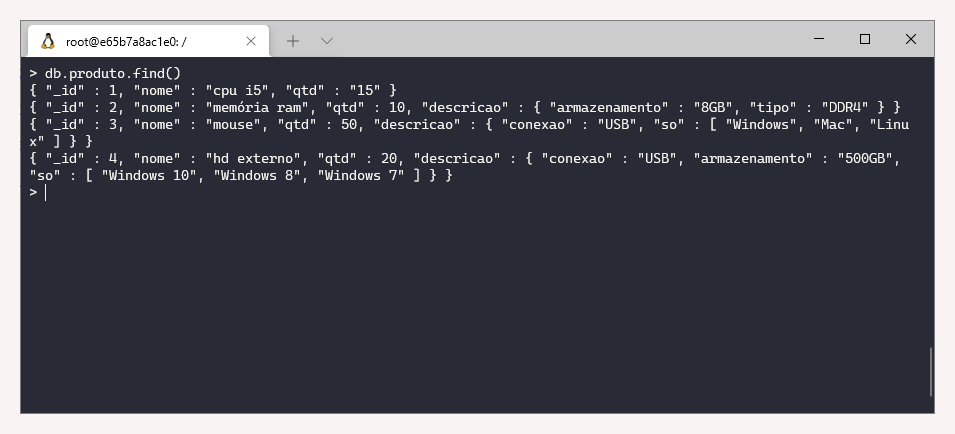 root@e65b7a8ac1e0: /
> db.produto.find()
{ "_id" : 1, "nome" : "cpu i5", "qtd" : "15" }
{ "_id" : 2, "nome" : "memória ram", "qtd" : 10, "descricao" : { "armazenamento" : "8GB", "tipo" : "DDR4" } }
{ "_id" : 3, "nome" : "mouse", "qtd" : 50, "descricao" : { "conexao" : "USB", "so" : [ "Windows", "Mac", "Linu
x" ] } }
{ "_id" : 4, "nome" : "hd externo", "qtd" : 20, "descricao" : { "conexao" : "USB", "armazenamento" : "500GB",
"so" : [ "Windows 10", "Windows 8", "Windows 7" ] } }
>